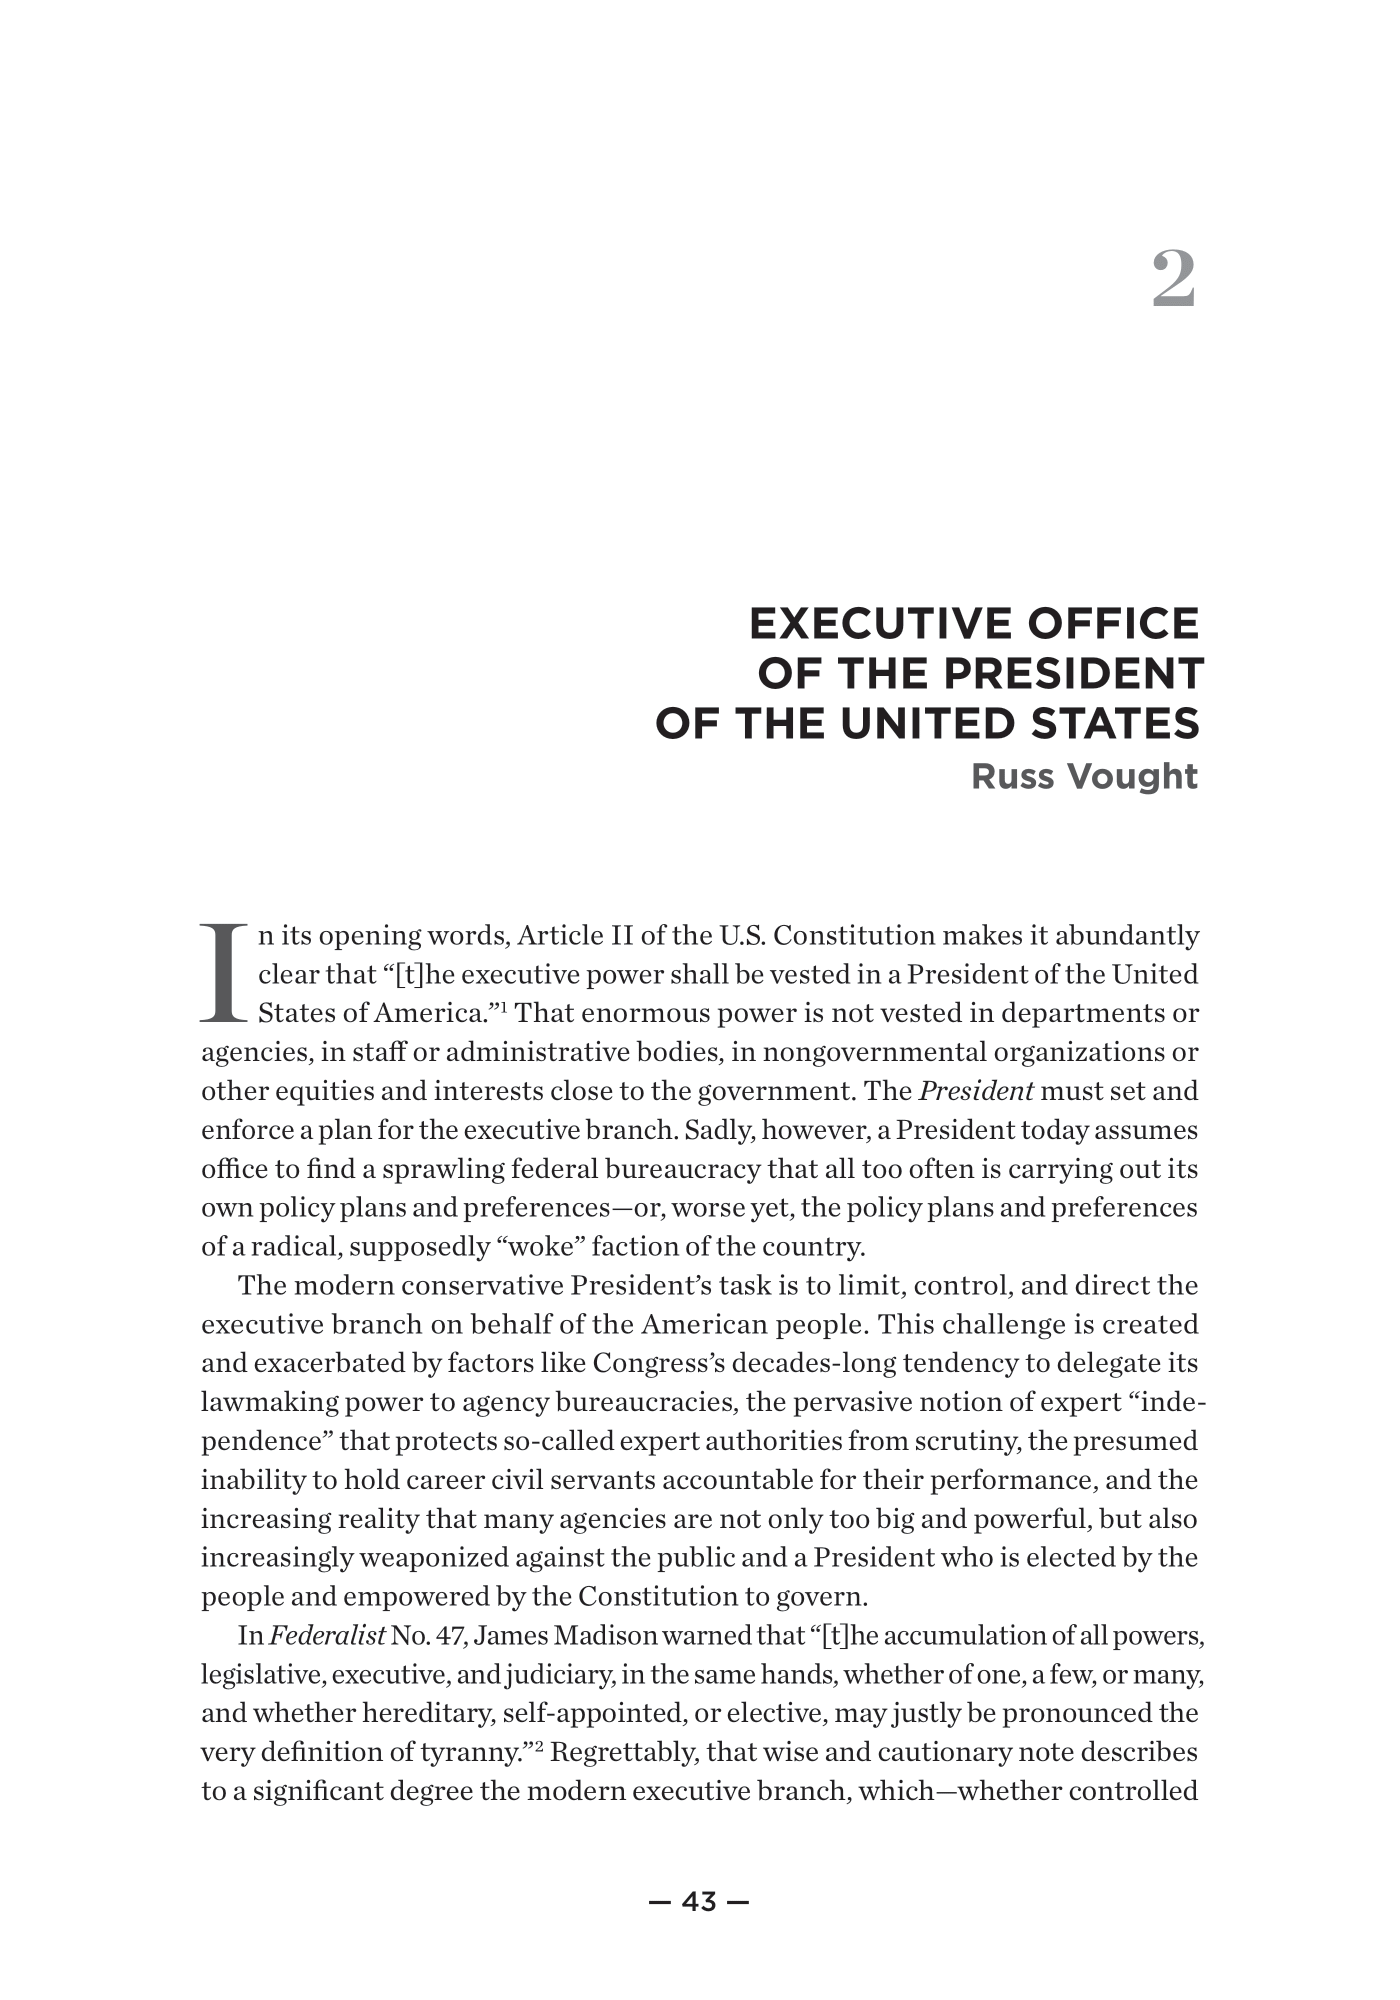 2
EXECUTIVE OFFICE
OF THE PRESIDENT
OF THE UNITED STATES
Russ Vought
In its opening words, Article II of the U.S. Constitution makes it abundantly
clear that “[t]he executive power shall be vested in a President of the United
States of America.”¹ That enormous power is not vested in departments or
agencies, in staff or administrative bodies, in nongovernmental organizations or
other equities and interests close to the government. The President must set and
enforce a plan for the executive branch. Sadly, however, a President today assumes
office to find a sprawling federal bureaucracy that all too often is carrying out its
own policy plans and preferences—or, worse yet, the policy plans and preferences
of a radical, supposedly “woke” faction of the country.
The modern conservative President’s task is to limit, control, and direct the
executive branch on behalf of the American people. This challenge is created
and exacerbated by factors like Congress’s decades-long tendency to delegate its
lawmaking power to agency bureaucracies, the pervasive notion of expert “inde-
pendence” that protects so-called expert authorities from scrutiny, the presumed
inability to hold career civil servants accountable for their performance, and the
increasing reality that many agencies are not only too big and powerful, but also
increasingly weaponized against the public and a President who is elected by the
people and empowered by the Constitution to govern.
In Federalist No. 47, James Madison warned that “[t]he accumulation of all powers,
legislative, executive, and judiciary, in the same hands, whether of one, a few, or many,
and whether hereditary, self-appointed, or elective, may justly be pronounced the
very definition of tyranny.”² Regrettably, that wise and cautionary note describes
to a significant degree the modern executive branch, which—whether controlled
— 43 —